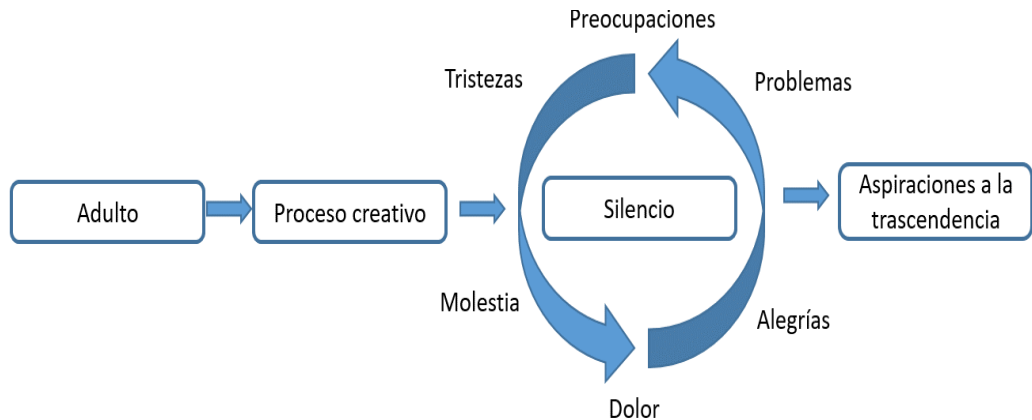 Preocupaciones
Tristezas
Problemas
Adulto
Proceso creativo
Silencio
Aspiraciones a la
trascendencia
Molestia
Alegrías
Dolor